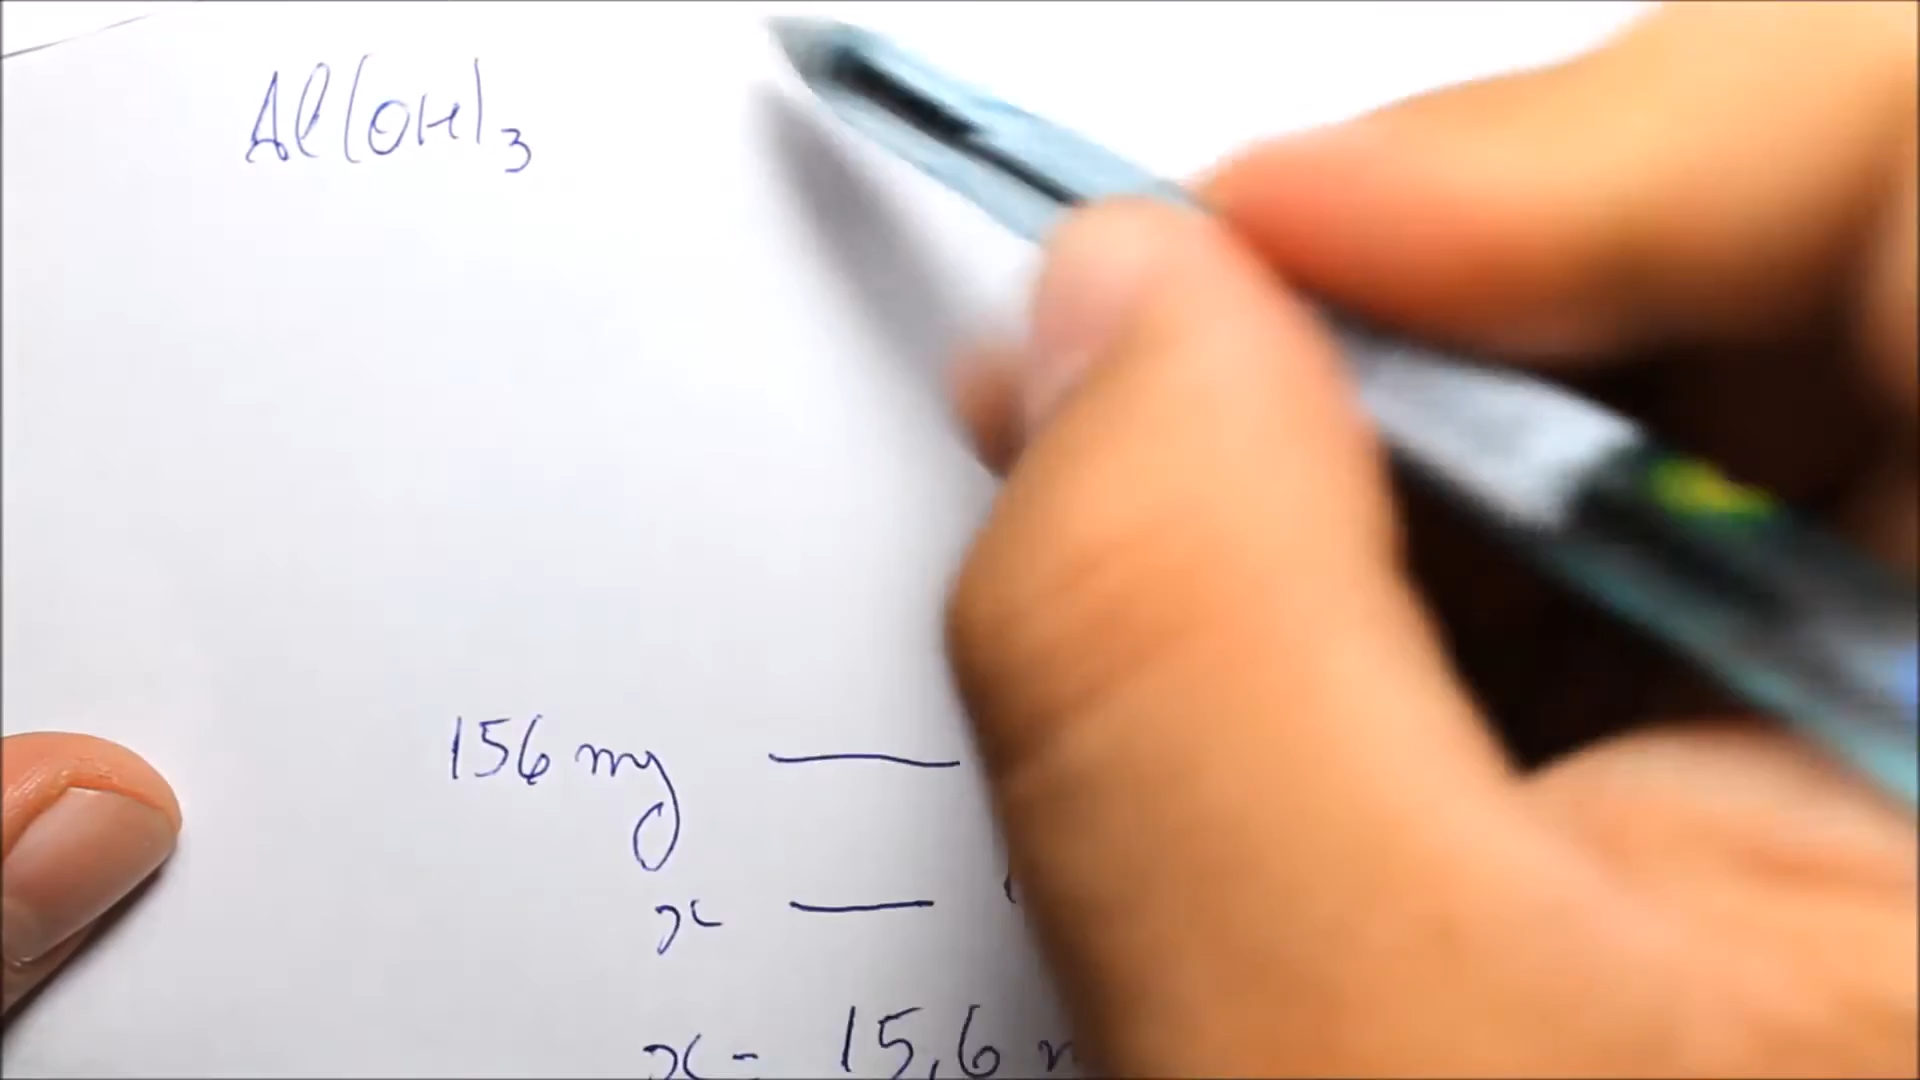 Al(OH)3
156 mg —
x —
x = 15,6